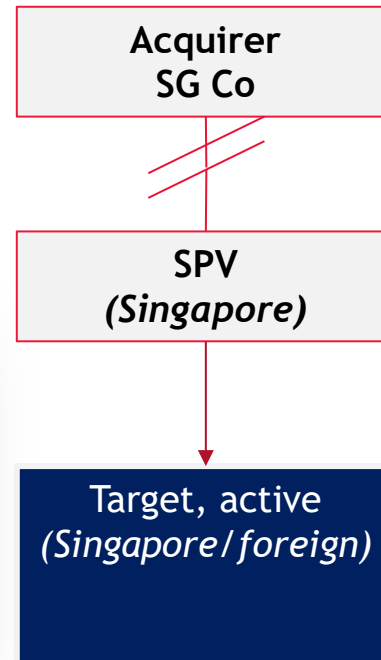 Acquirer
SG Co
SPV
(Singapore)
Target, active
(Singapore/foreign)